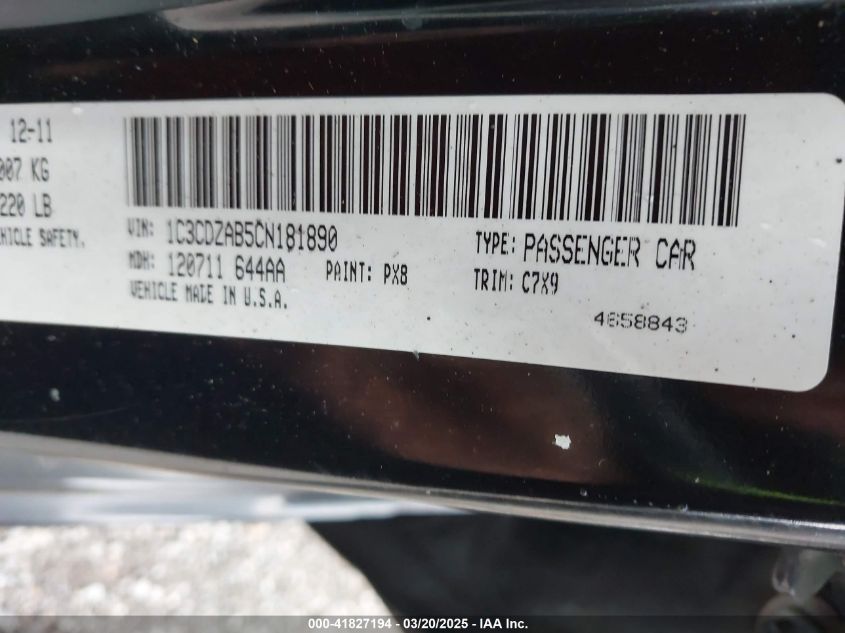 12-11
007 KG
220 LB
EHICLE SAFETY.
VIN: 1C3CDZAB5CN181890
TYPE: PASSENGER CAR
MDH: 120711 644AA
PAINT: PX8
TRIM: C7X9
VEHICLE MADE IN U.S.A.
4658843
000-41827194 - 03/20/2025 - IAA Inc.